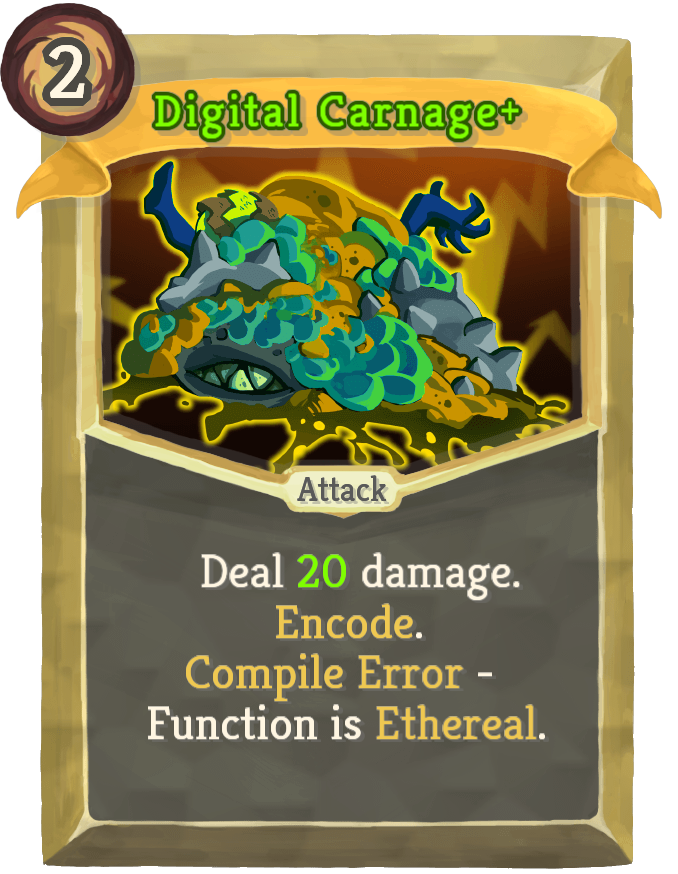 2
Digital Carnage+
Attack
Deal 20 damage.
Encode.
Compile Error -
Function is Ethereal.